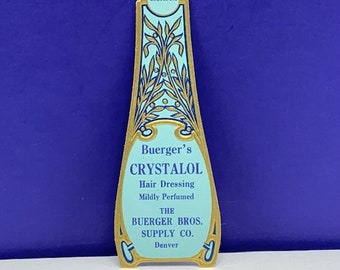 Buerger's
CRYSTALOL
Hair Dressing
Mildly Perfumed
THE
BUERGER BROS.
SUPPLY CO.
Denver